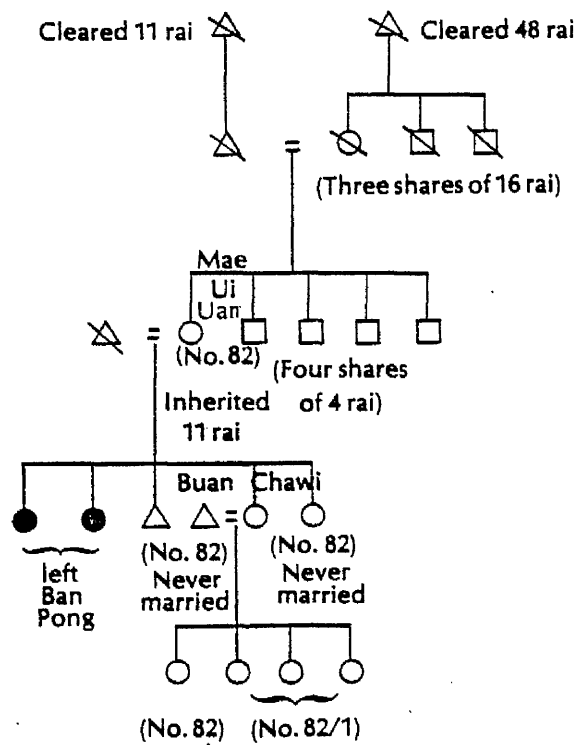 Cleared 11 rai
Cleared 48 rai
(Three shares of 16 rai)
Mae
Ui
Uan
(No. 82)
(Four shares
of 4 rai)
Inherited
11 rai
Buan
Chawi
left
Ban
Pong
(No. 82)
Never
married
(No. 82)
Never
married
(No. 82)
(No. 82/1)